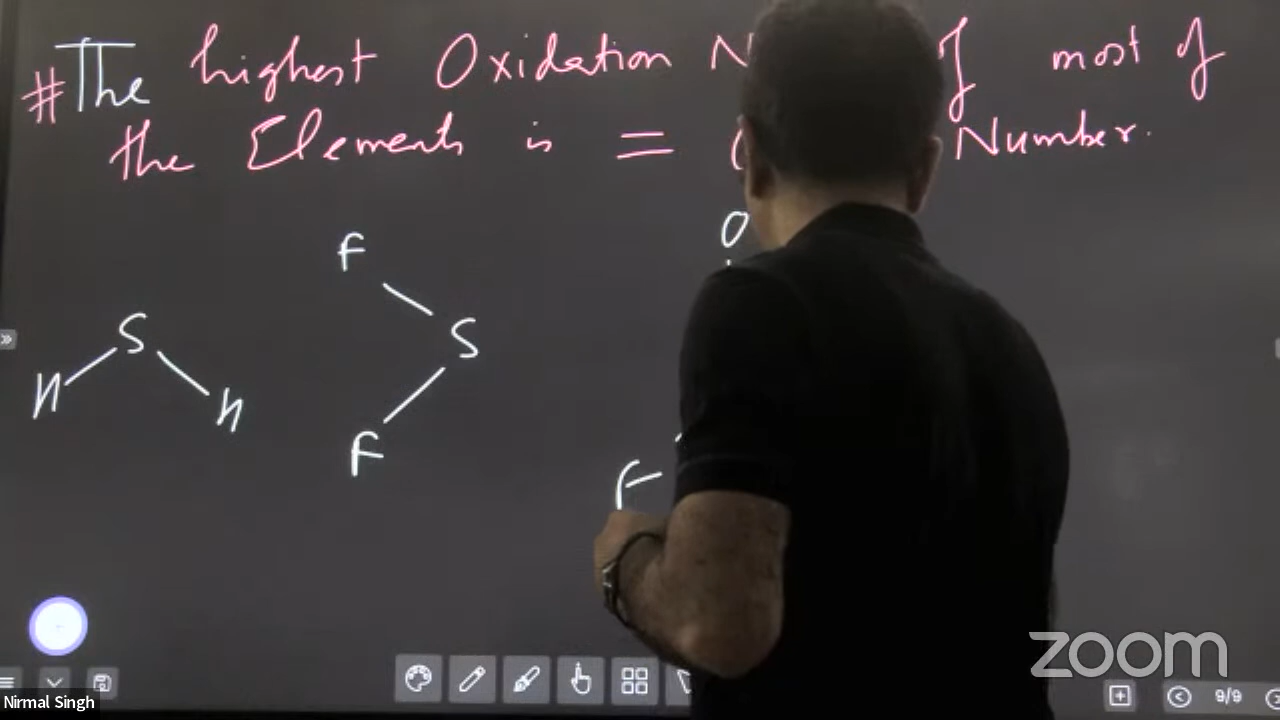 # The highest Oxidation of most of
the Elements is = Number.
O
F
S
S
H
H
F
F
zoom
9/9
Nirmal Singh